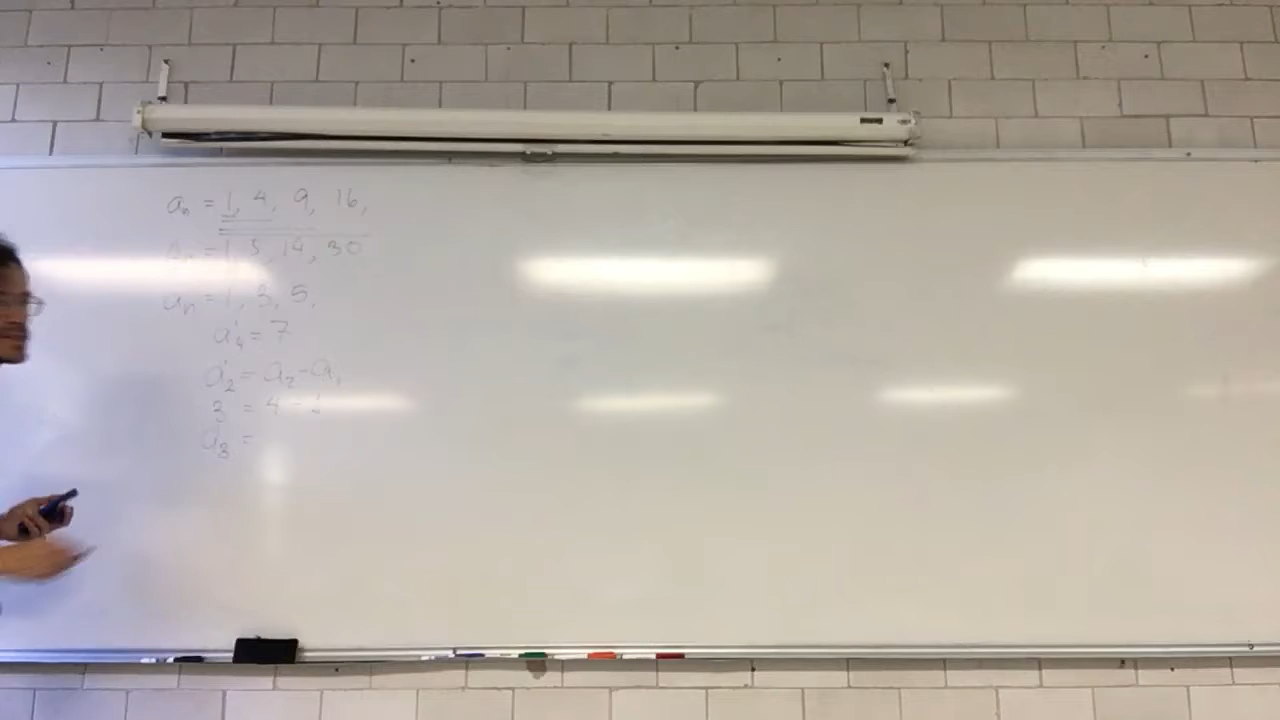 aₙ = 1, 4, 9, 16,
= 1, 5, 14, 30
aₙ = 1, 3, 5,
a'₄ = 7
a'₂ = a₂ - a₁
3 = 4 - 1
a'₃ =